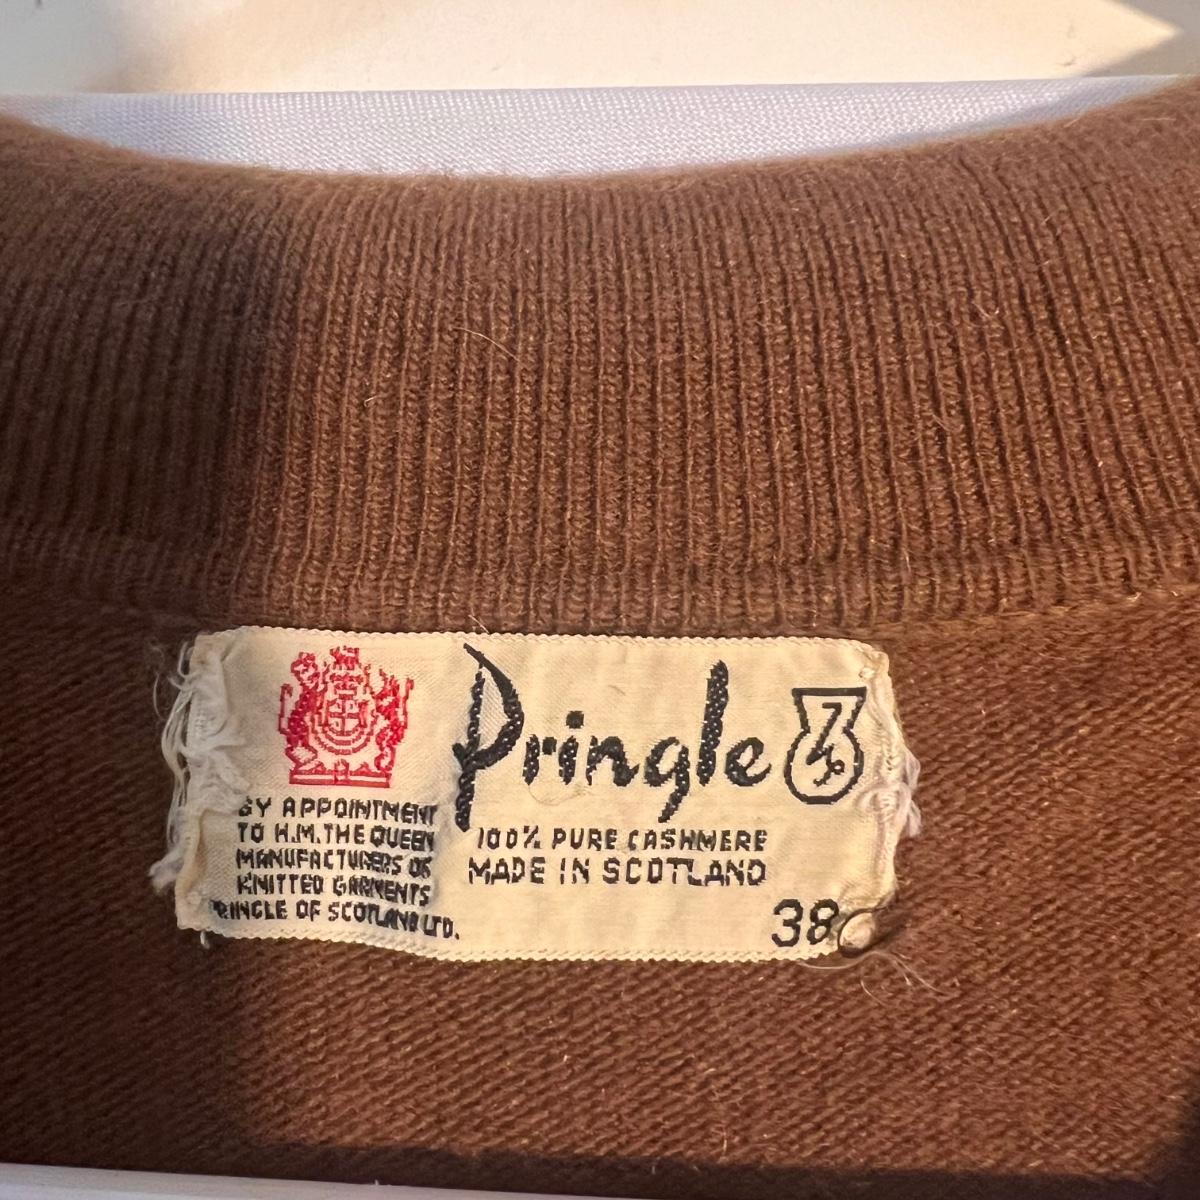 Pringle
BY APPOINTMENT
TO H.M. THE QUEEN
MANUFACTURERS OF
KNITTED GARMENTS
PRINGLE OF SCOTLAND LTD.
100% PURE CASHMERE
MADE IN SCOTLAND
38